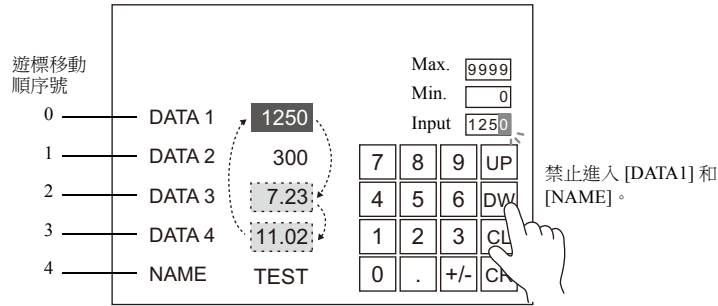 遊標移動
順序號
0
1
2
3
4
DATA 1
DATA 2
DATA 3
DATA 4
NAME
1250
300
7.23
11.02
TEST
Max. 9999
Min. 0
Input 1250
7 8 9 UP
4 5 6 DW
1 2 3 CL
0 . +/- CR
禁止進入 [DATA1] 和
[NAME]。